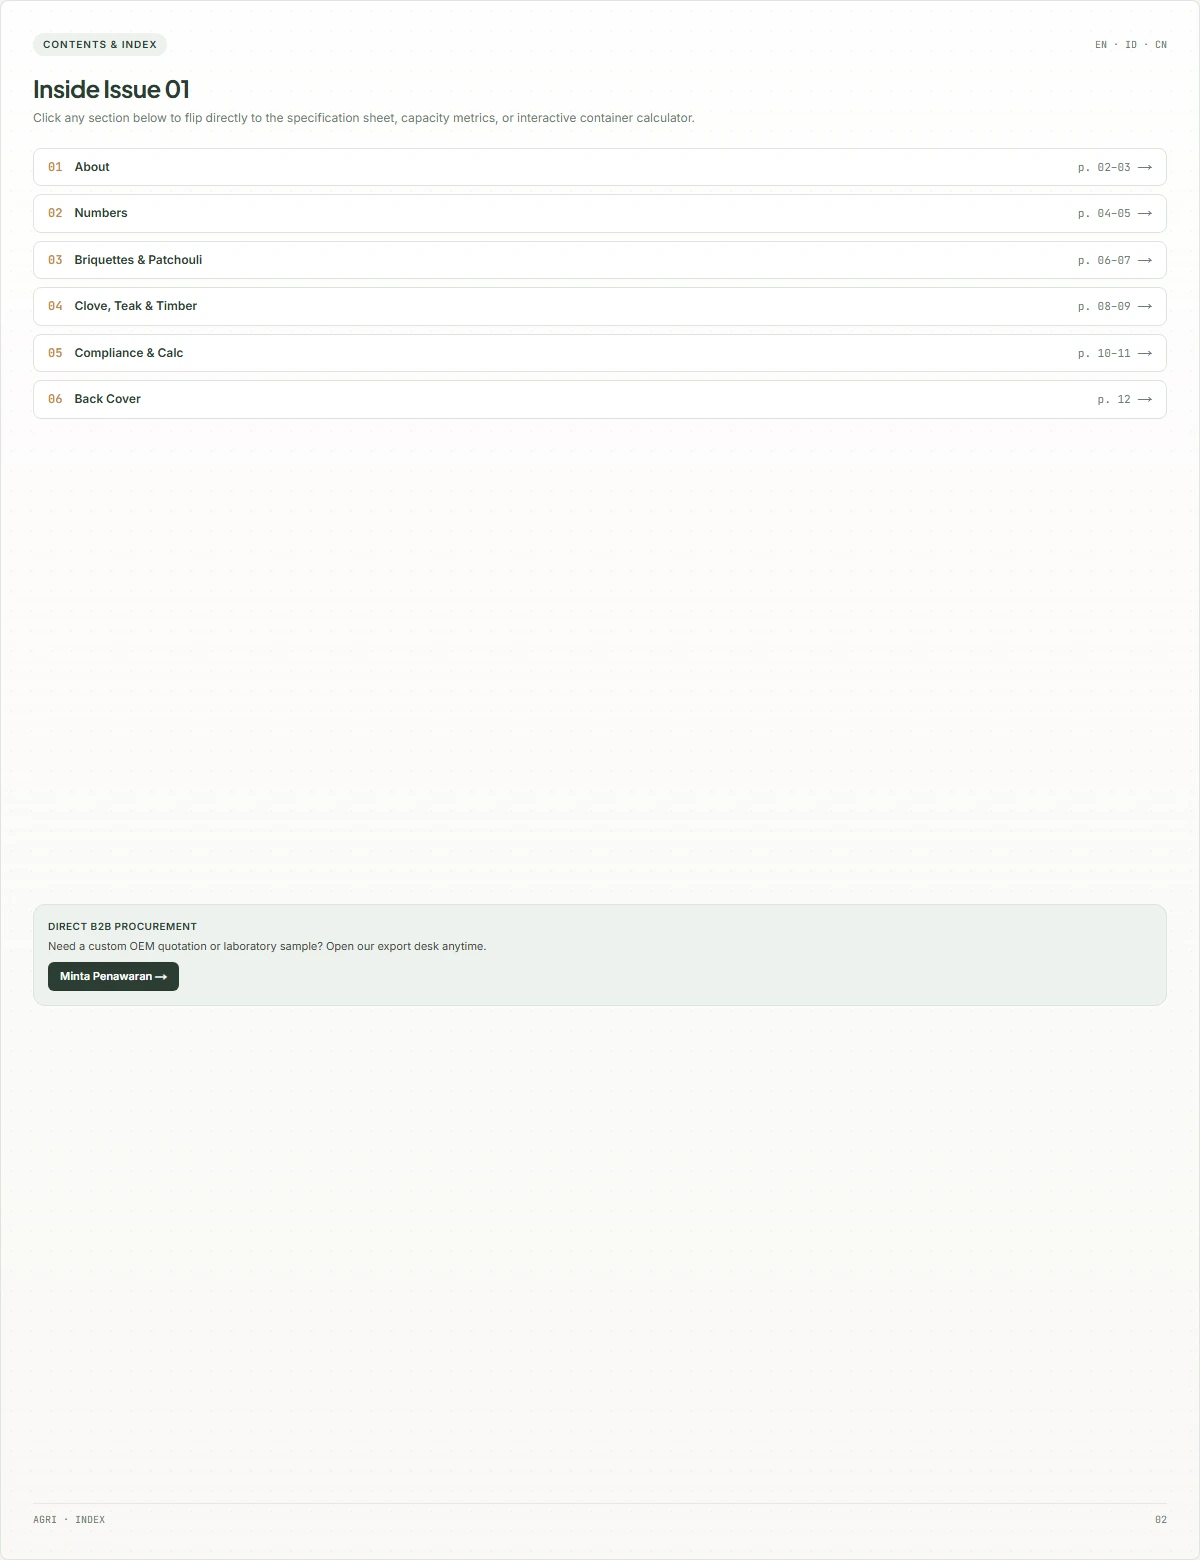 CONTENTS & INDEX
EN · ID · CN
Inside Issue 01
Click any section below to flip directly to the specification sheet, capacity metrics, or interactive container calculator.
01 About p. 02–03 →
02 Numbers p. 04–05 →
03 Briquettes & Patchouli p. 06–07 →
04 Clove, Teak & Timber p. 08–09 →
05 Compliance & Calc p. 10–11 →
06 Back Cover p. 12 →
DIRECT B2B PROCUREMENT
Need a custom OEM quotation or laboratory sample? Open our export desk anytime.
Minta Penawaran →
AGRI · INDEX
02